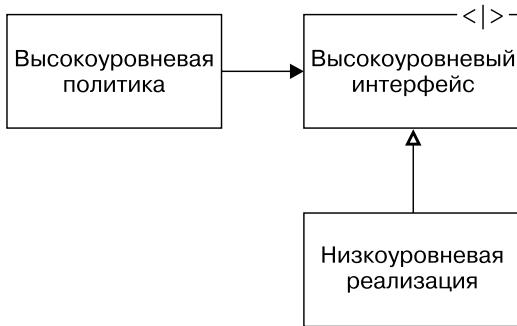 <|>
Высокоуровневая
политика
Высокоуровневый
интерфейс
Низкоуровневая
реализация